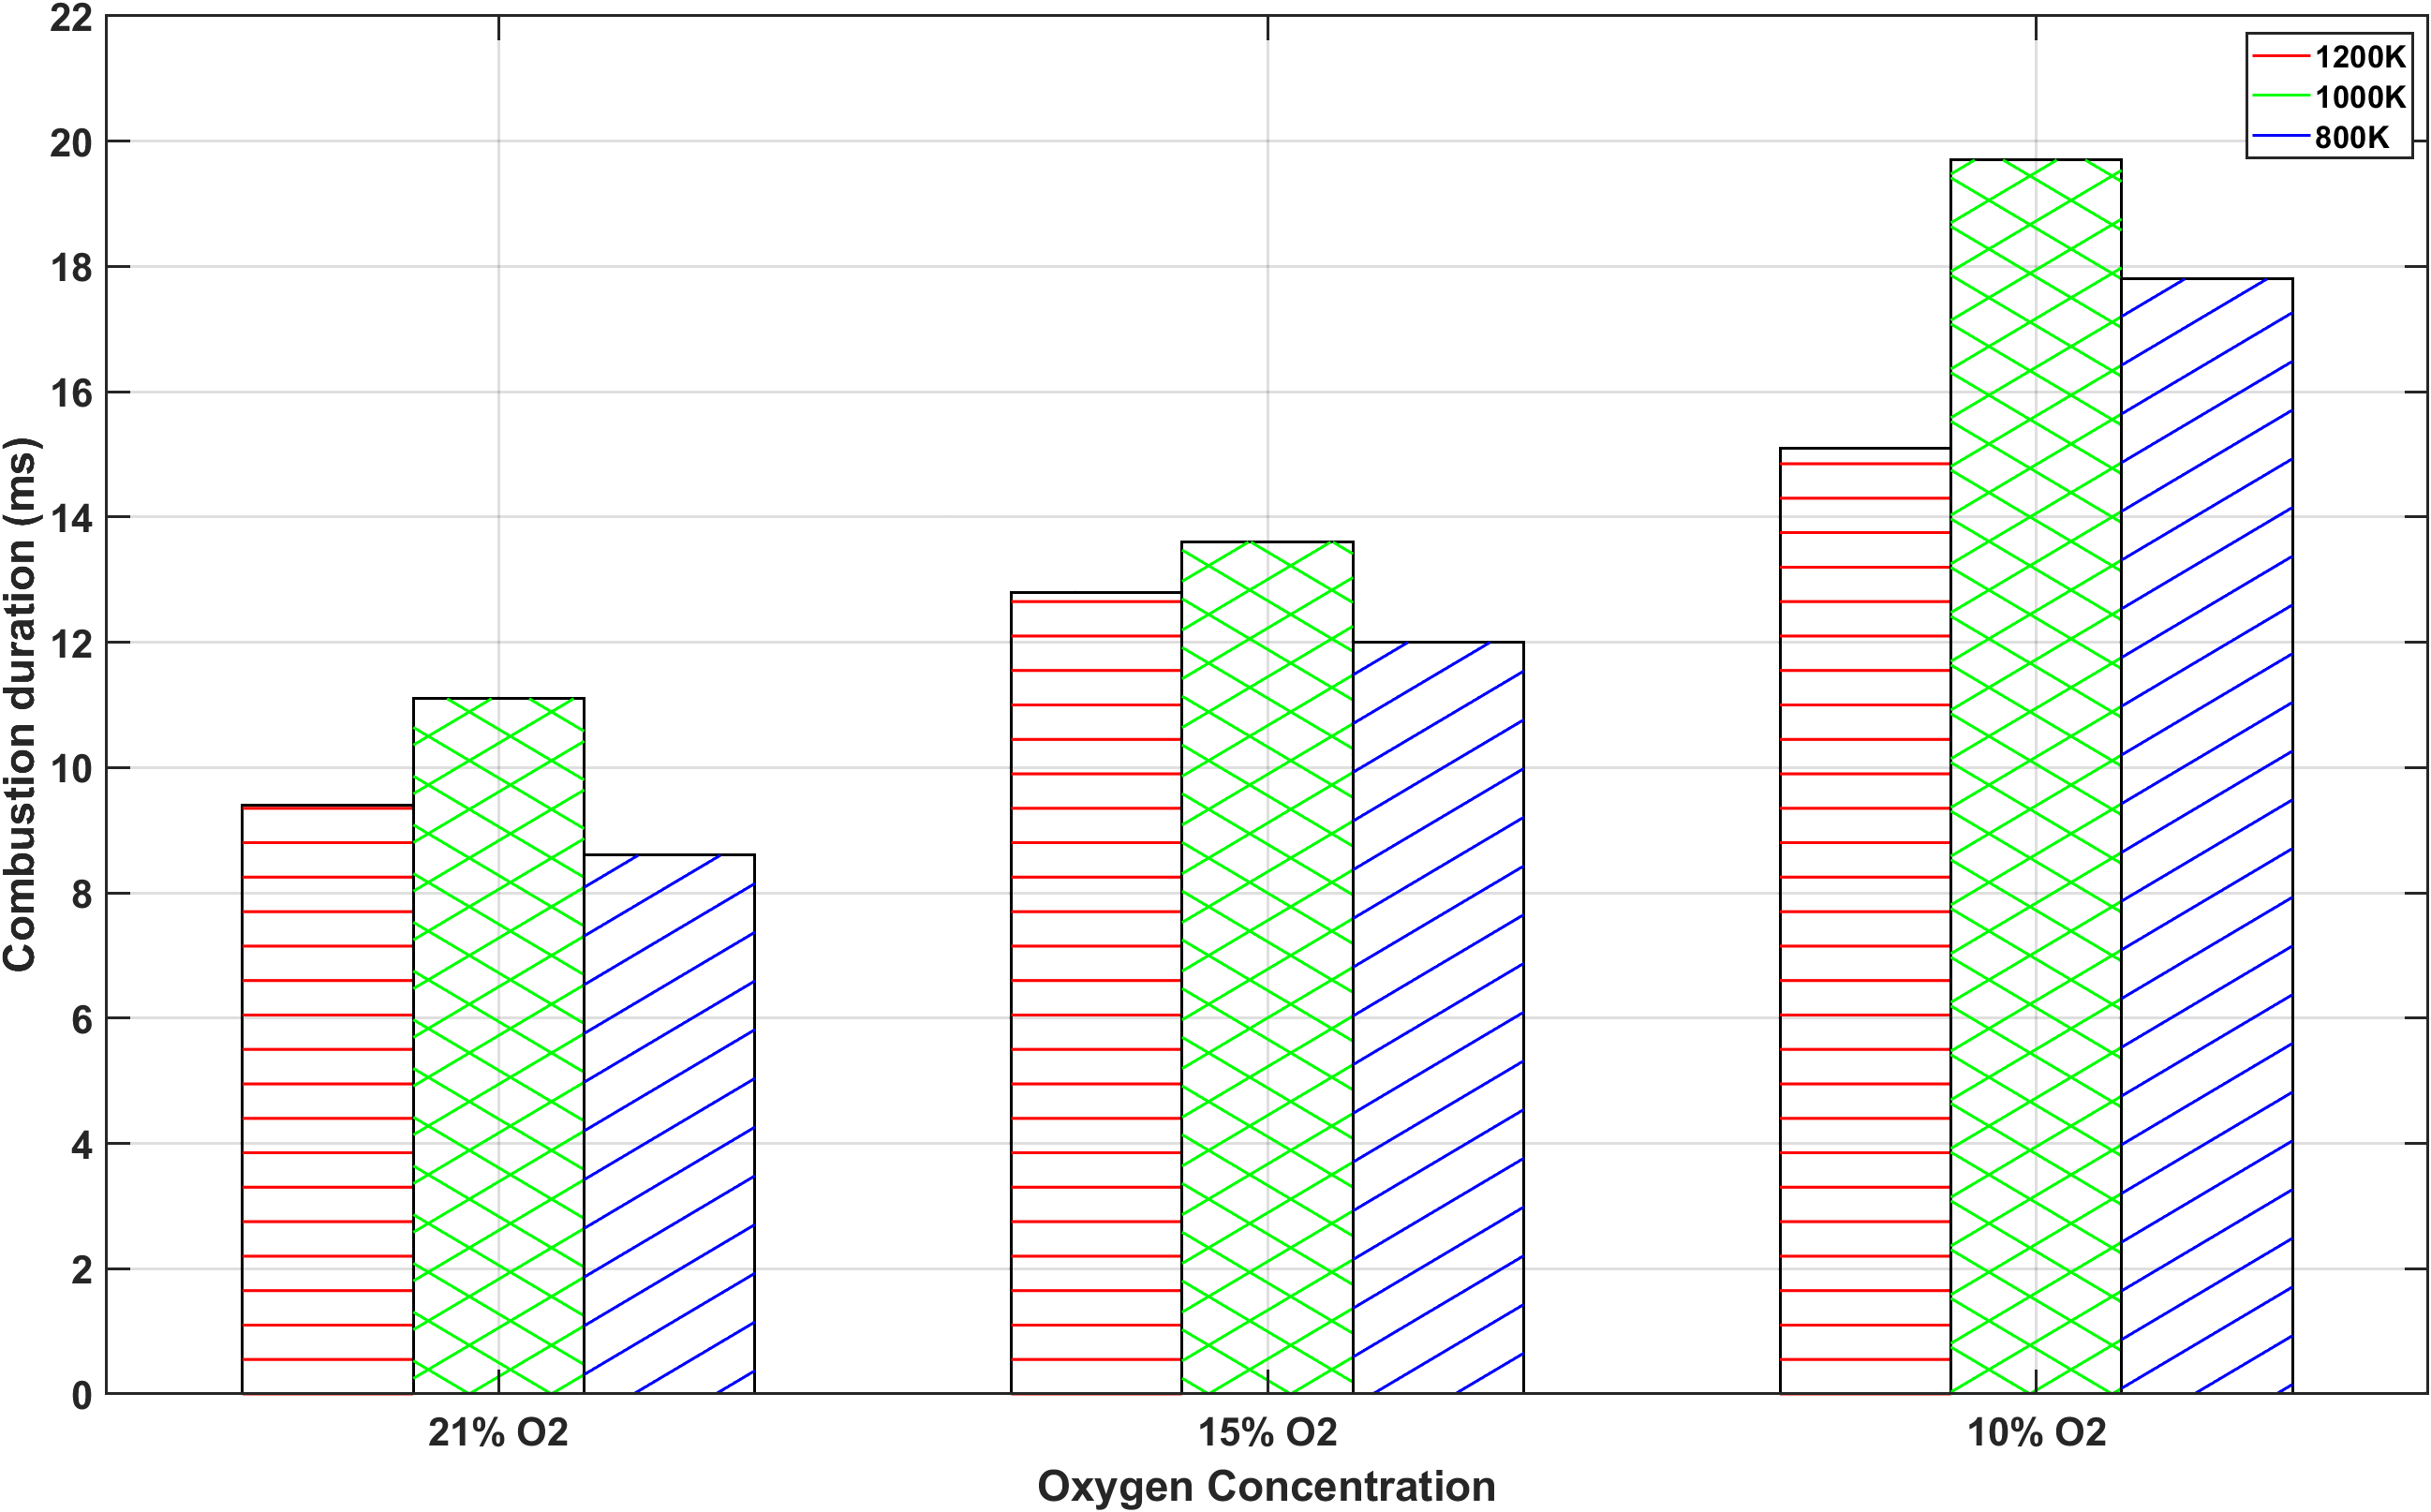 22
20
18
16
14
12
10
8
6
4
2
0
Combustion duration (ms)
1200K
1000K
800K
21% O2
15% O2
10% O2
Oxygen Concentration